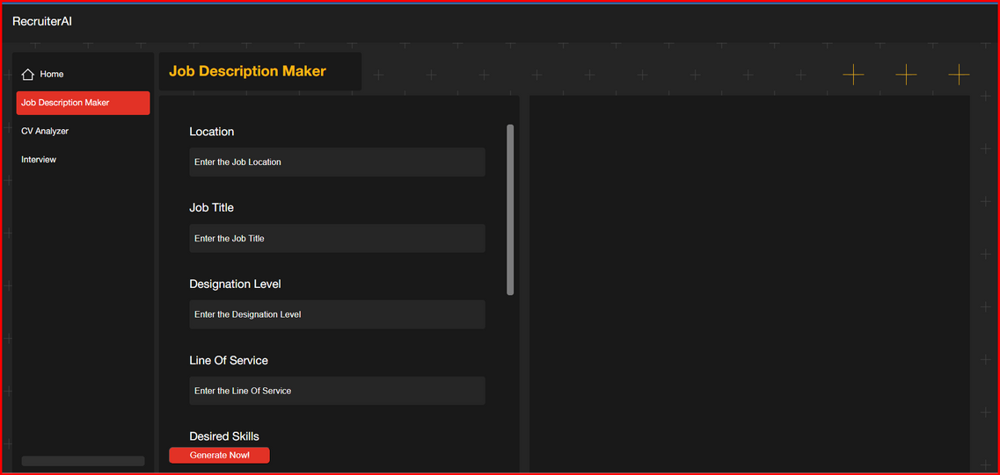 RecruiterAI
Home
Job Description Maker
CV Analyzer
Interview
Job Description Maker
Location
Enter the Job Location
Job Title
Enter the Job Title
Designation Level
Enter the Designation Level
Line Of Service
Enter the Line Of Service
Desired Skills
Generate Now!